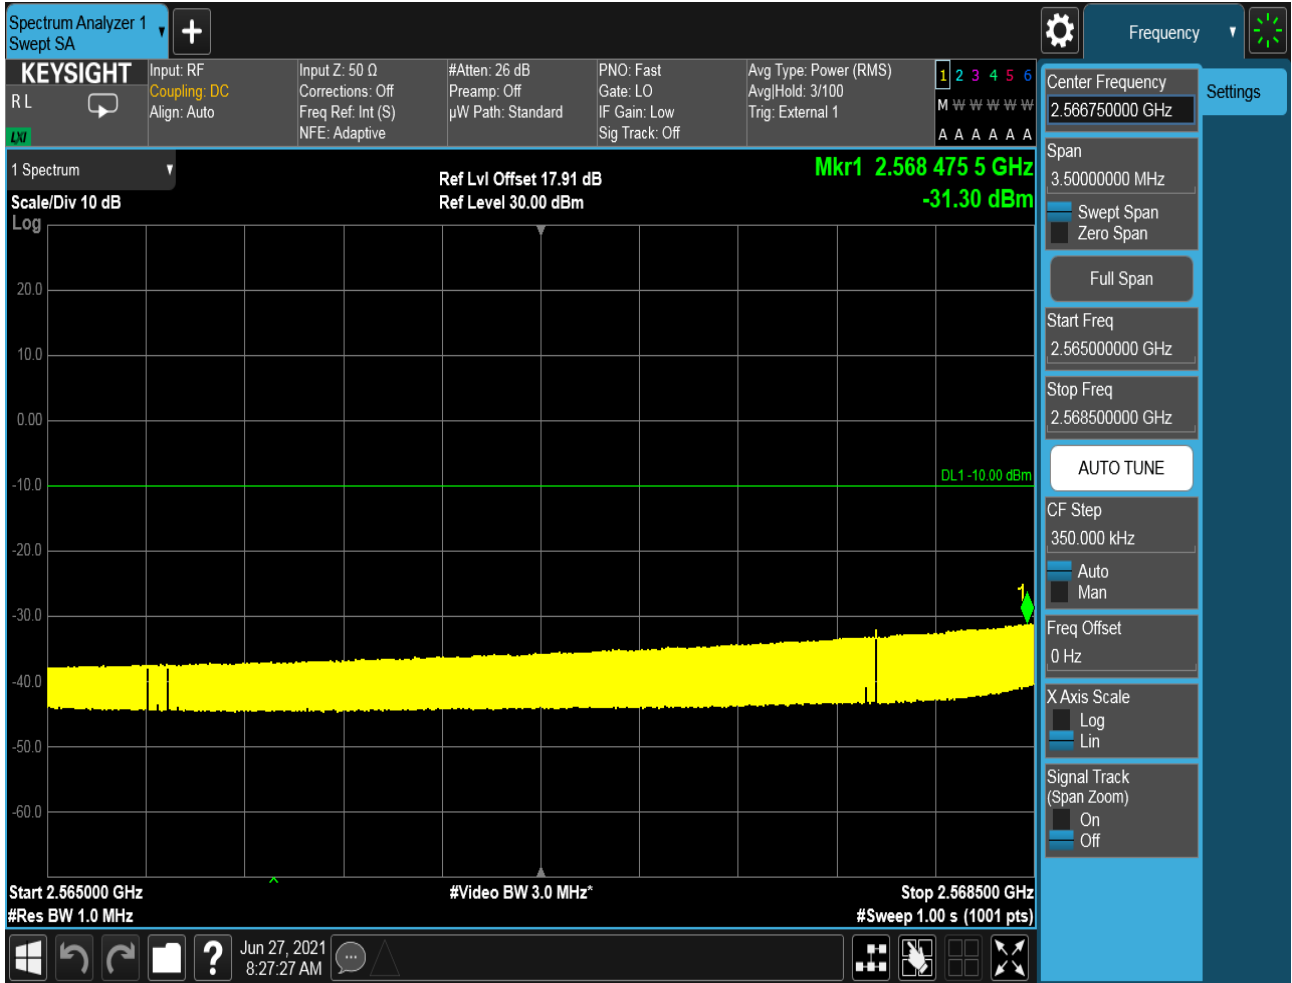 Spectrum Analyzer 1
Swept SA
Frequency
KEYSIGHT
R L
LXI
Input: RF
Coupling: DC
Align: Auto
Input Z: 50 Ω
Corrections: Off
Freq Ref: Int (S)
NFE: Adaptive
#Atten: 26 dB
Preamp: Off
µW Path: Standard
PNO: Fast
Gate: LO
IF Gain: Low
Sig Track: Off
Avg Type: Power (RMS)
Avg|Hold: 3/100
Trig: External 1
1 2 3 4 5 6
M W W W W W
A A A A A A
1 Spectrum
Scale/Div 10 dB
Log
Ref Lvl Offset 17.91 dB
Ref Level 30.00 dBm
Mkr1 2.568 475 5 GHz
-31.30 dBm
20.0
10.0
0.00
-10.0
-20.0
-30.0
-40.0
-50.0
-60.0
DL1 -10.00 dBm
1
Start 2.565000 GHz
#Res BW 1.0 MHz
#Video BW 3.0 MHz*
Stop 2.568500 GHz
#Sweep 1.00 s (1001 pts)
Center Frequency
2.566750000 GHz
Settings
Span
3.50000000 MHz
Swept Span
Zero Span
Full Span
Start Freq
2.565000000 GHz
Stop Freq
2.568500000 GHz
AUTO TUNE
CF Step
350.000 kHz
Auto
Man
Freq Offset
0 Hz
X Axis Scale
Log
Lin
Signal Track
(Span Zoom)
On
Off
?
Jun 27, 2021
8:27:27 AM